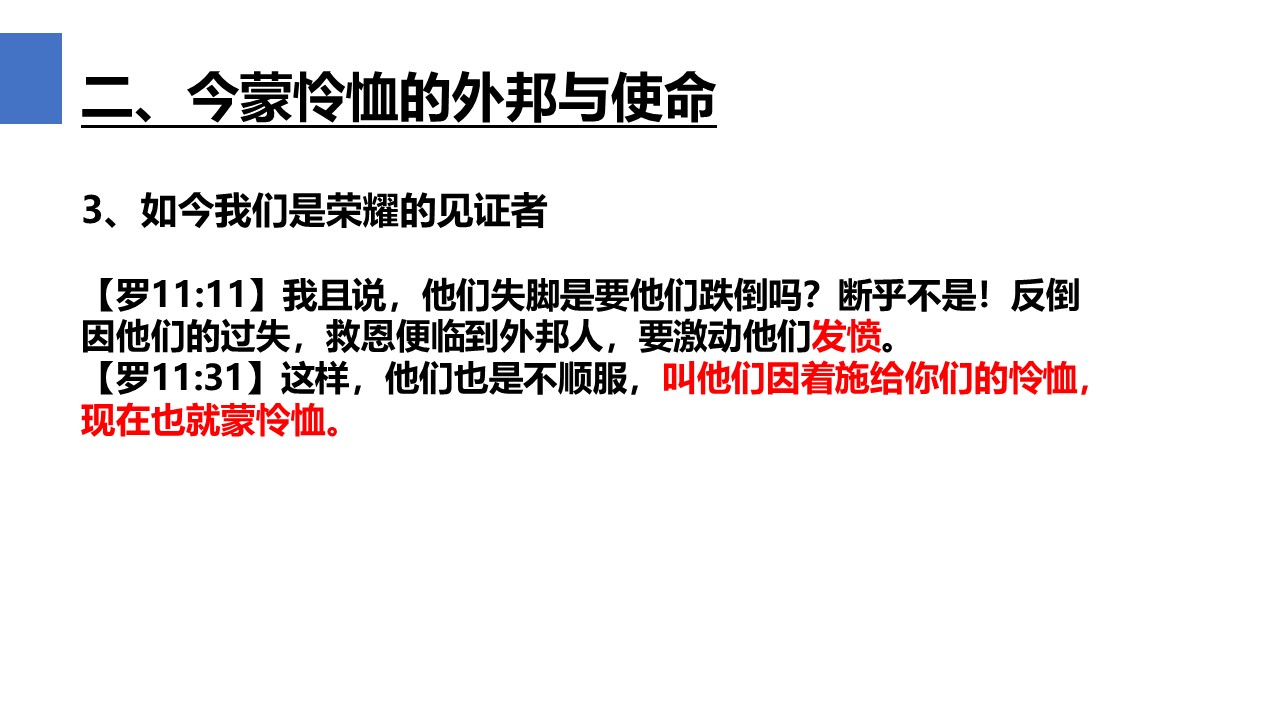 二、今蒙怜恤的外邦与使命
3、如今我们是荣耀的见证者
【罗11:11】我且说，他们失脚是要他们跌倒吗？断乎不是！反倒
因他们的过失，救恩便临到外邦人，要激动他们发愤。
【罗11:31】这样，他们也是不顺服，叫他们因着施给你们的怜恤，
现在也就蒙怜恤。